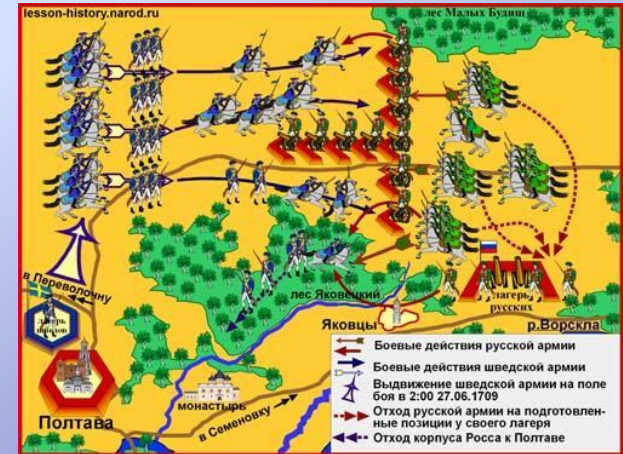 lesson-history.narod.ru
лес Малых Будищ
в Переволочну
лагерь шведов
лес Яковецкий
лагерь
русских
Яковцы
р.Ворскла
Полтава
монастырь
в Семеновку
Боевые действия русской армии
Боевые действия шведской армии
Выдвижение шведской армии на поле
боя в 2:00 27.06.1709
Отход русской армии на подготовлен-
ные позиции у своего лагеря
Отход корпуса Росса к Полтаве